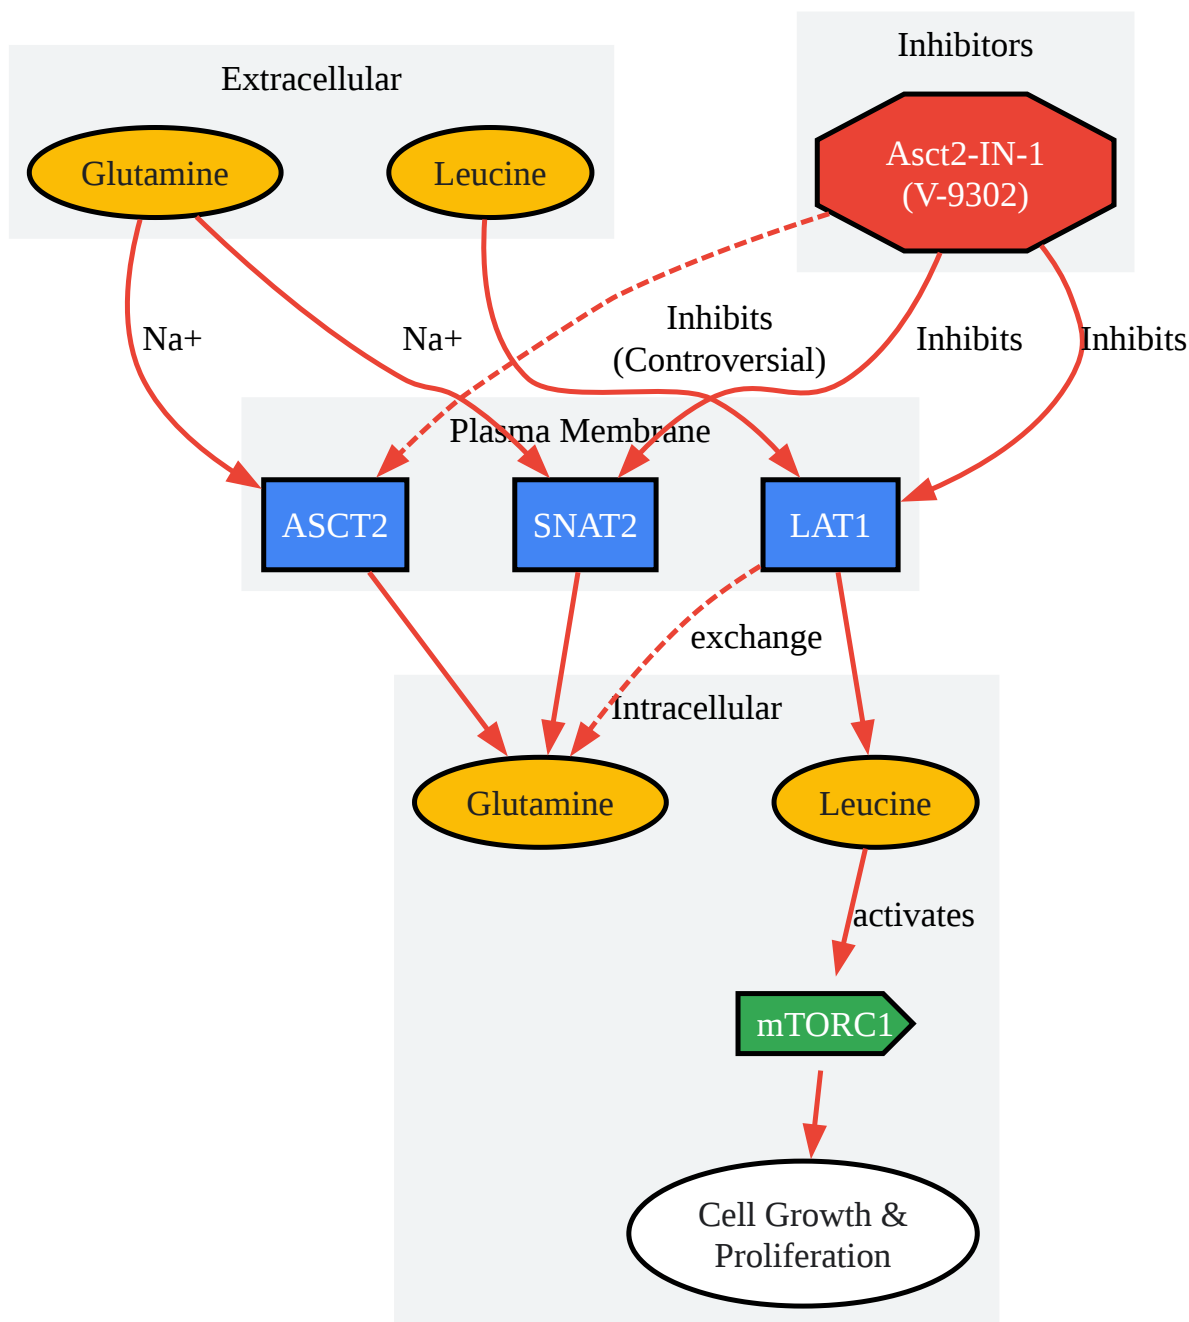 Inhibitors
Extracellular
Glutamine
Leucine
Asct2-IN-1
(V-9302)
Na+
Na+
Inhibits
(Controversial)
Inhibits
Inhibits
Plasma Membrane
ASCT2
SNAT2
LAT1
exchange
Intracellular
Glutamine
Leucine
activates
mTORC1
Cell Growth &
Proliferation